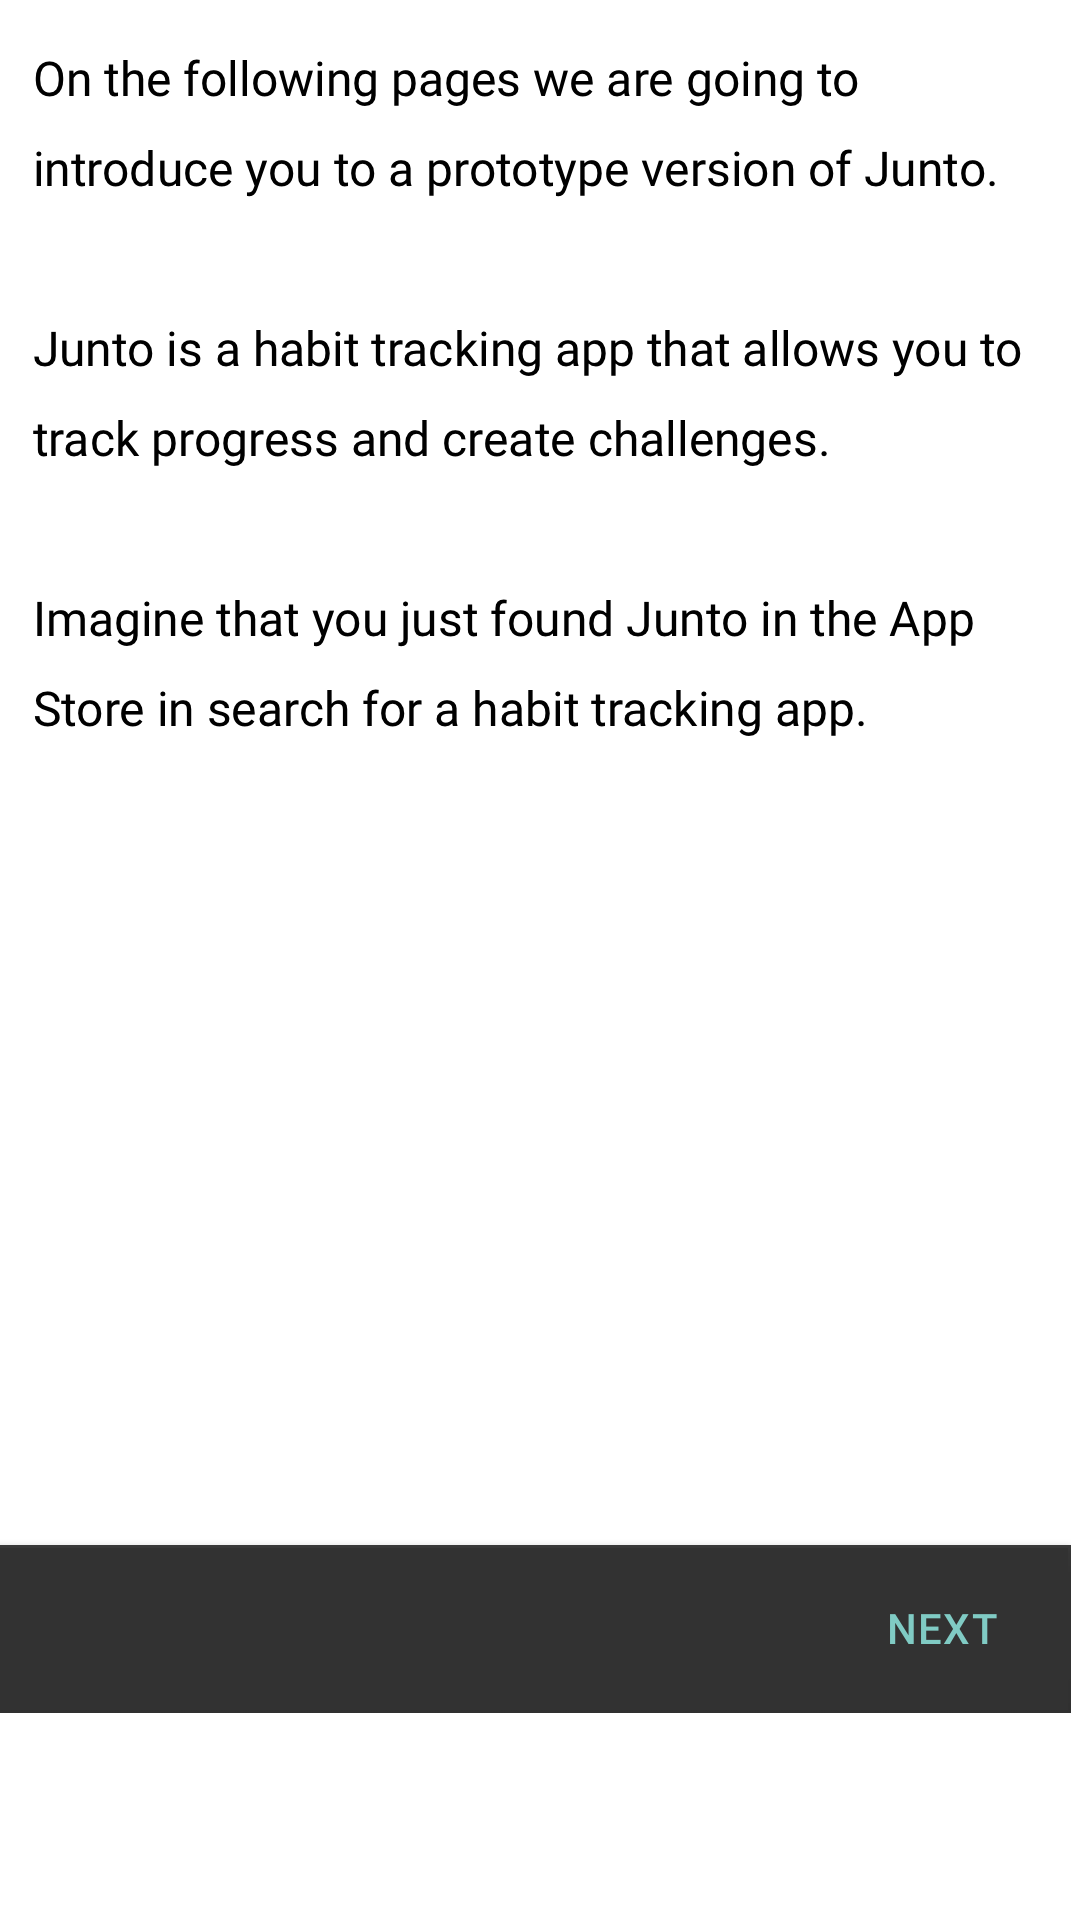 On the following pages we are going to
introduce you to a prototype version of Junto.
Junto is a habit tracking app that allows you to
track progress and create challenges.
Imagine that you just found Junto in the App
Store in search for a habit tracking app.
NEXT